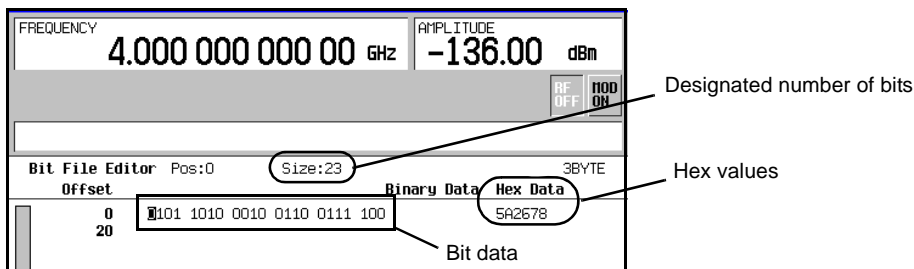 FREQUENCY
4.000 000 000 00 GHz
AMPLITUDE
-136.00 dBm
RF OFF
MOD ON
Designated number of bits
Bit File Editor Pos:0 Size:23 3BYTE
Hex values
Offset Binary Data Hex Data
0 0101 1010 0010 0110 0111 100 5A2678
20
Bit data